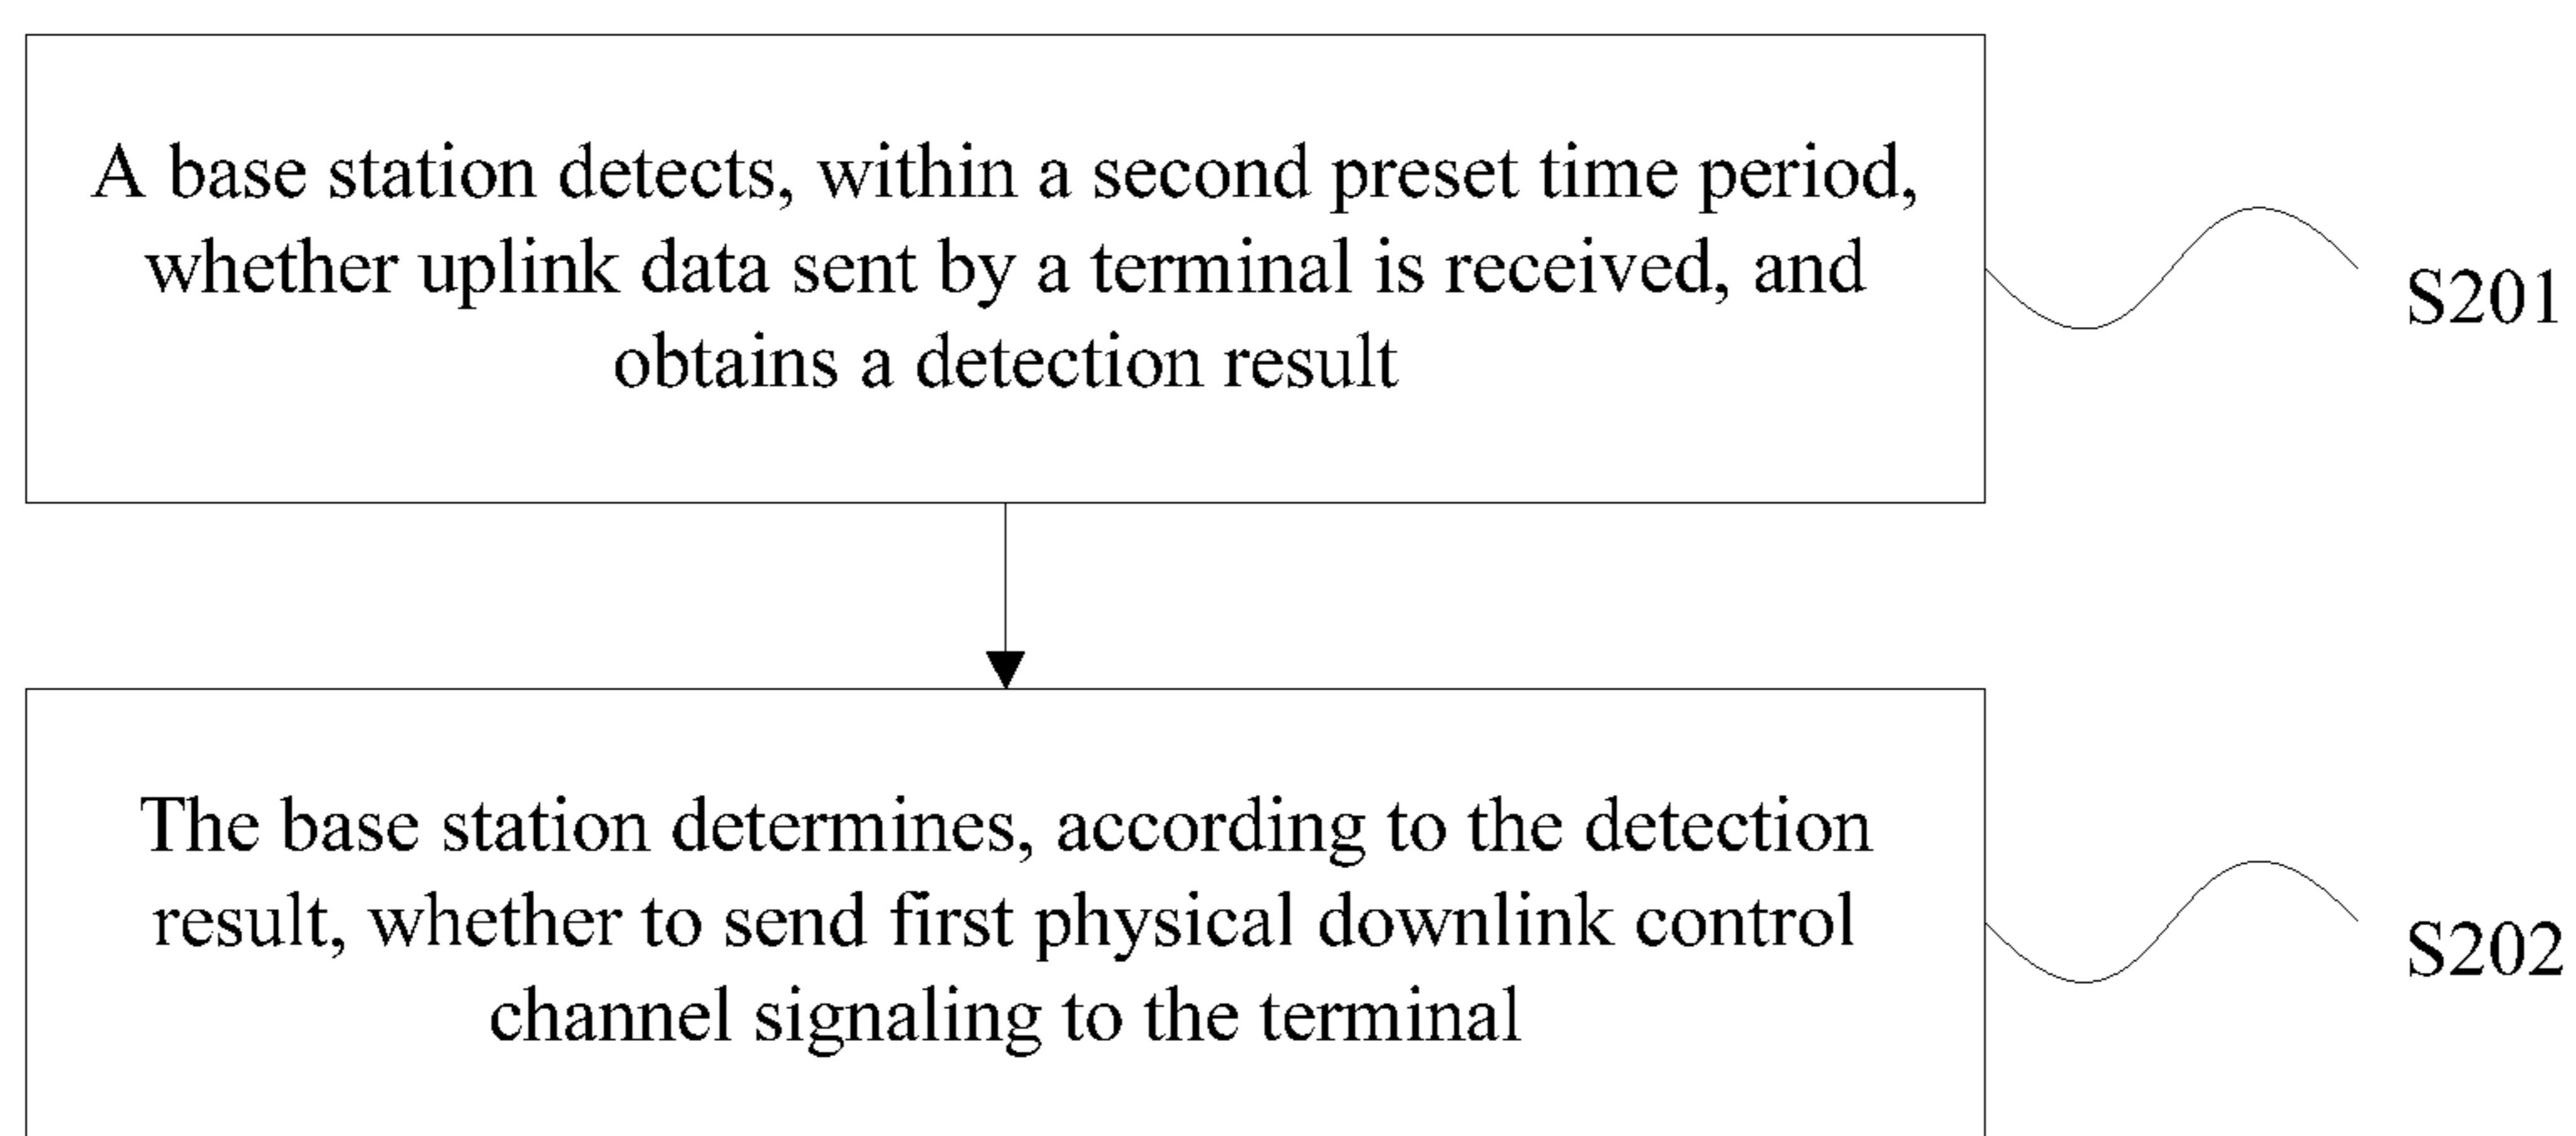 A base station detects, within a second preset time period,
whether uplink data sent by a terminal is received, and
obtains a detection result
S201
The base station determines, according to the detection
result, whether to send first physical downlink control
channel signaling to the terminal
S202